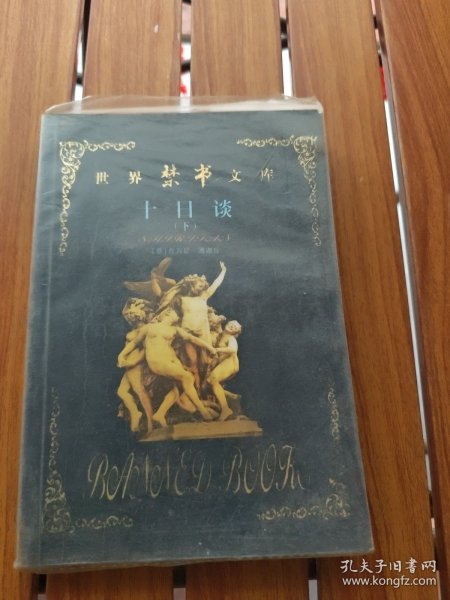 世界禁书文库
十日谈
(下)
BANNED BOOK
孔夫子旧书网
www.kongfz.com